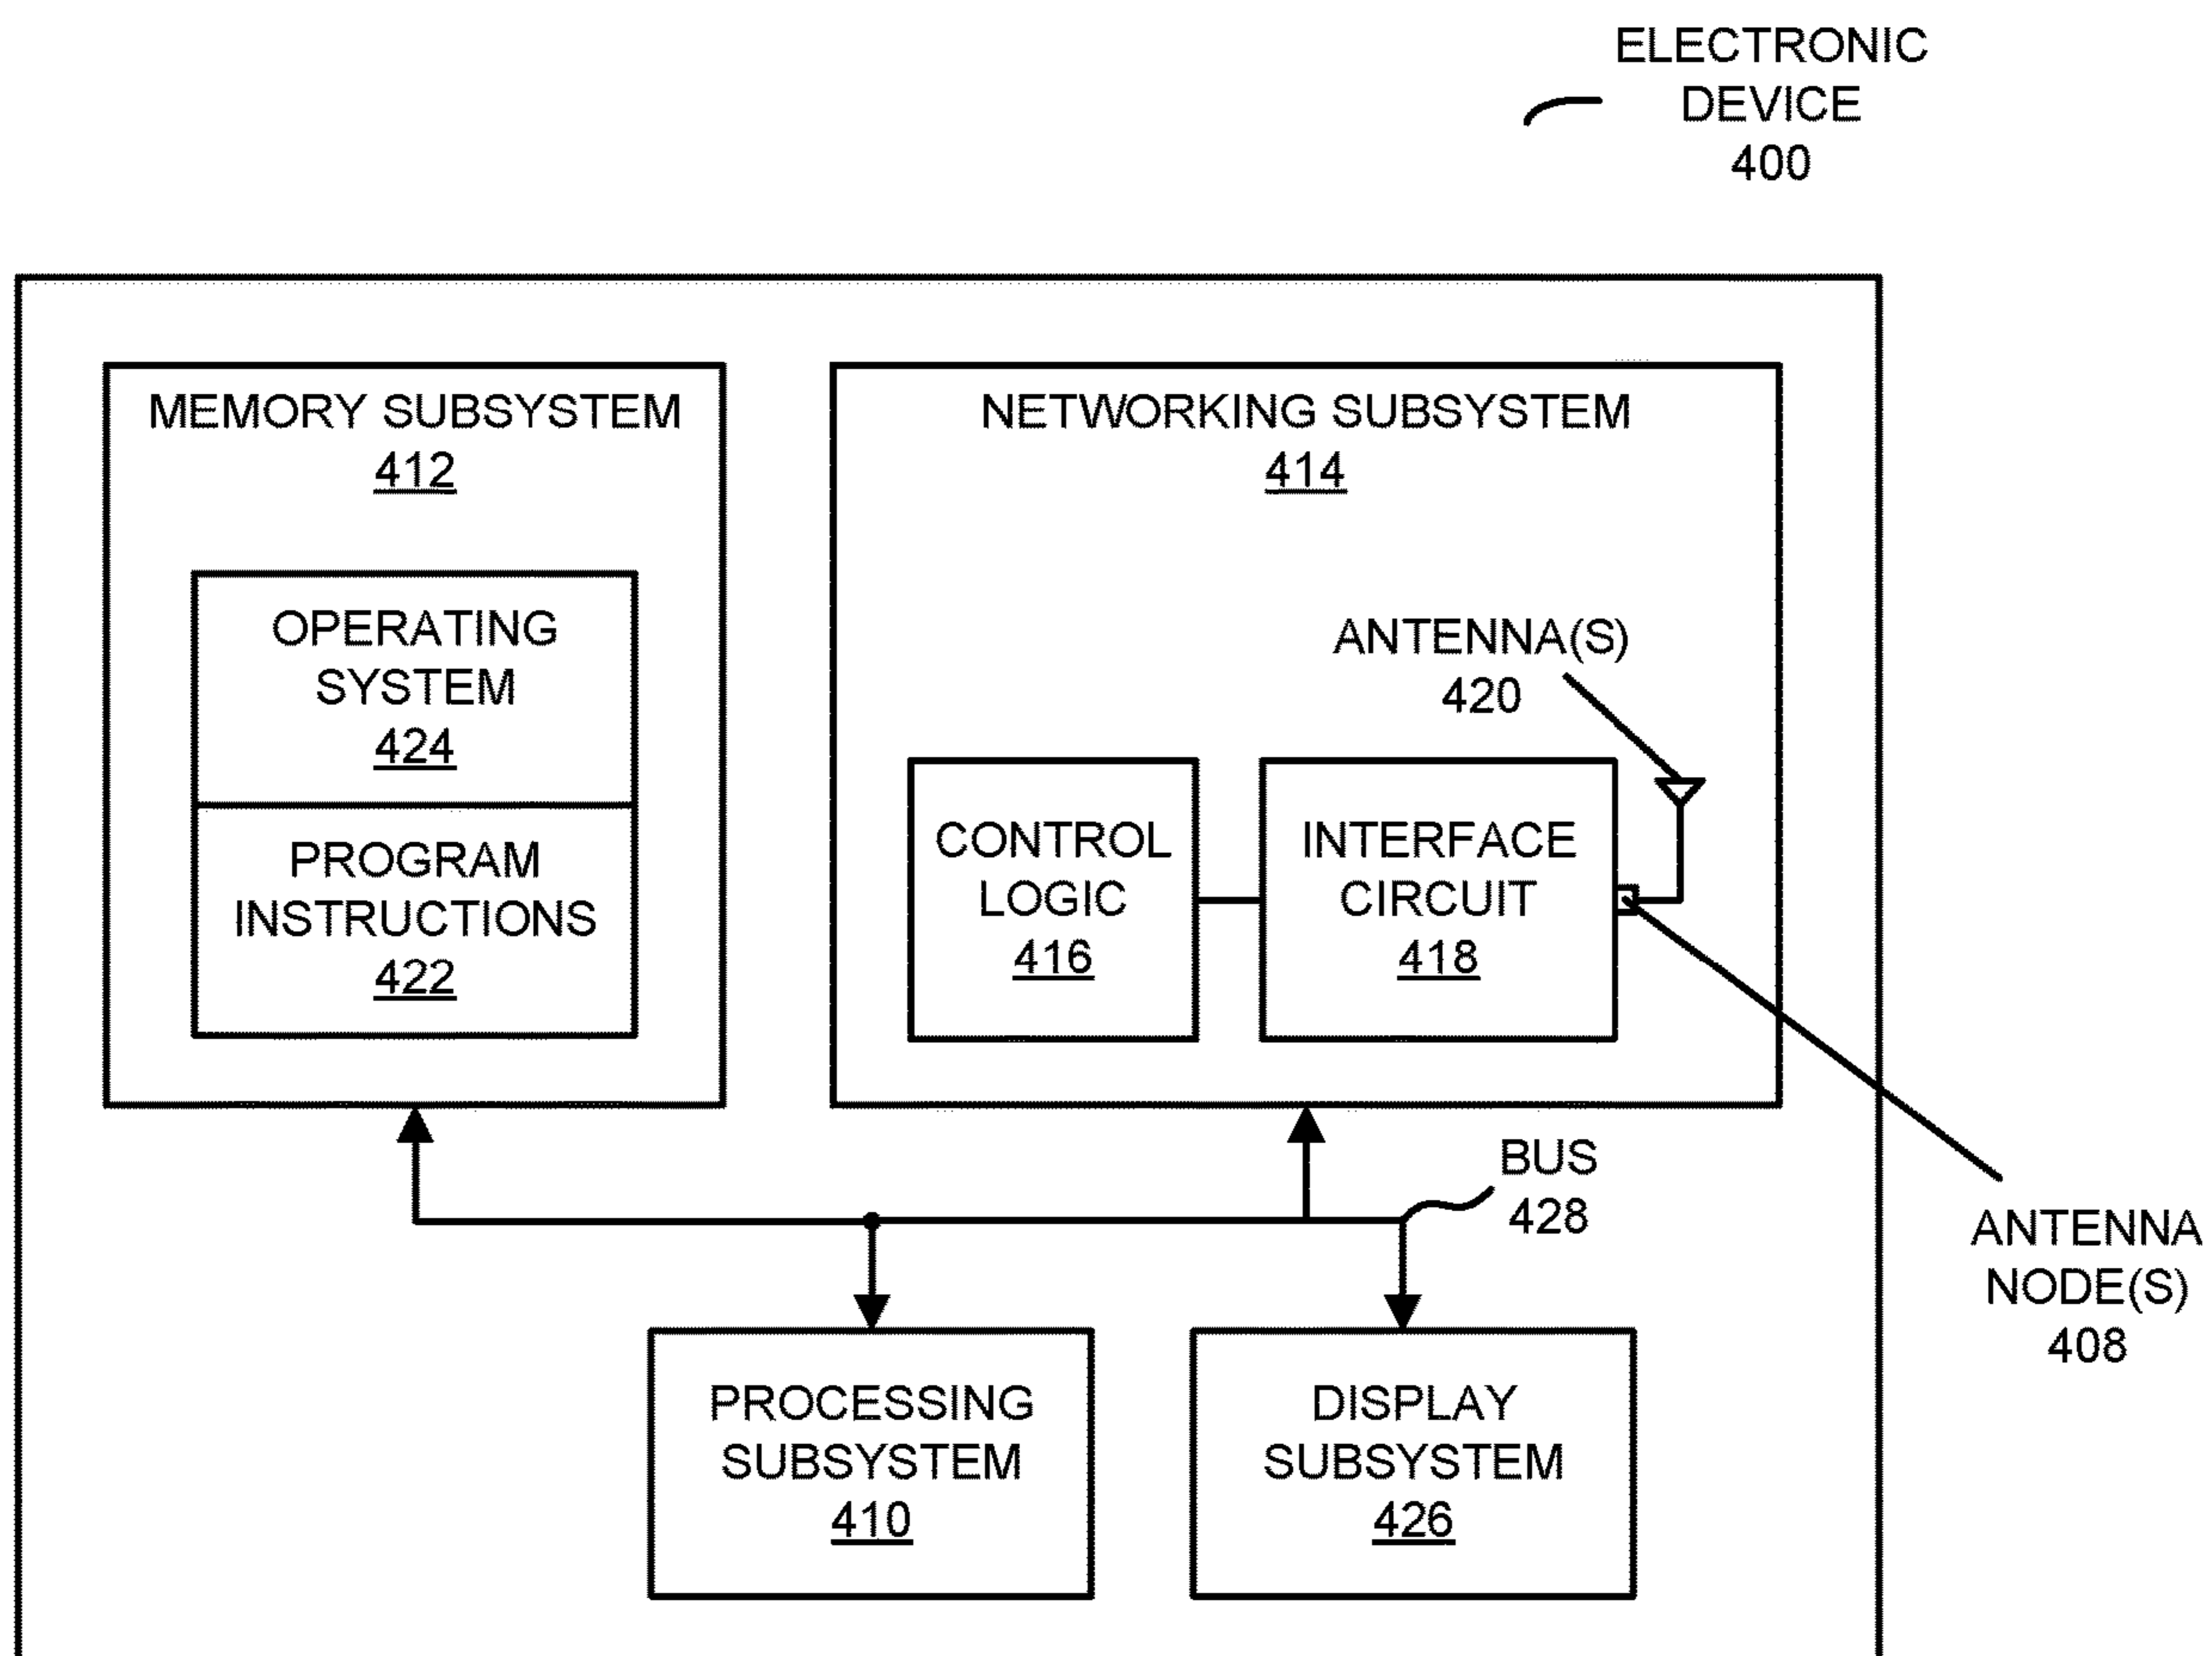 ELECTRONIC
DEVICE
400
MEMORY SUBSYSTEM
412
OPERATING
SYSTEM
424
PROGRAM
INSTRUCTIONS
422
NETWORKING SUBSYSTEM
414
ANTENNA(S)
420
CONTROL
LOGIC
416
INTERFACE
CIRCUIT
418
BUS
428
ANTENNA
NODE(S)
408
PROCESSING
SUBSYSTEM
410
DISPLAY
SUBSYSTEM
426